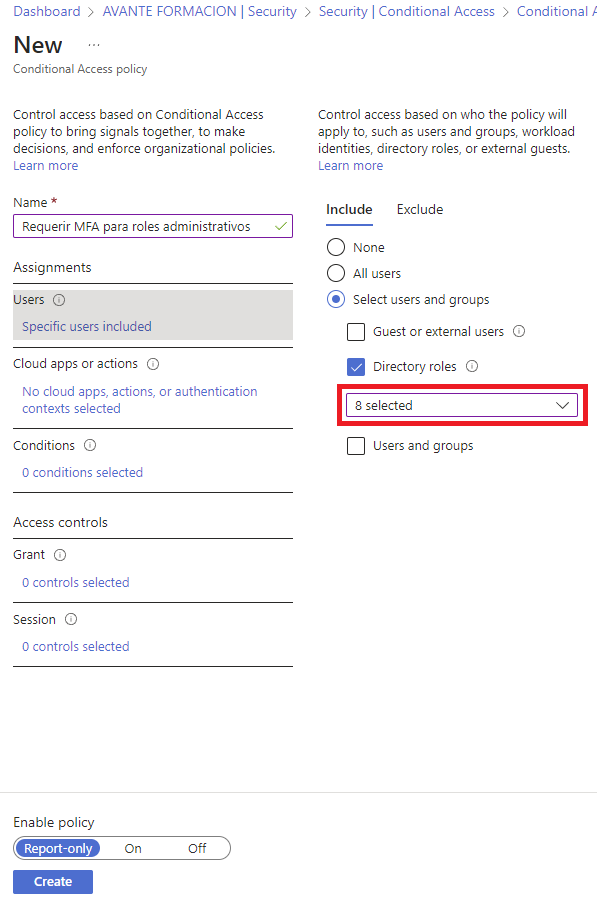 Dashboard > AVANTE FORMACION | Security > Security | Conditional Access > Conditional A
New ...
Conditional Access policy
Control access based on Conditional Access
policy to bring signals together, to make
decisions, and enforce organizational policies.
Learn more
Name *
Requerir MFA para roles administrativos
Assignments
Users
Specific users included
Cloud apps or actions
No cloud apps, actions, or authentication
contexts selected
Conditions
0 conditions selected
Access controls
Grant
0 controls selected
Session
0 controls selected
Control access based on who the policy will
apply to, such as users and groups, workload
identities, directory roles, or external guests.
Learn more
Include Exclude
None
All users
Select users and groups
Guest or external users
Directory roles
8 selected
Users and groups
Enable policy
Report-only On Off
Create